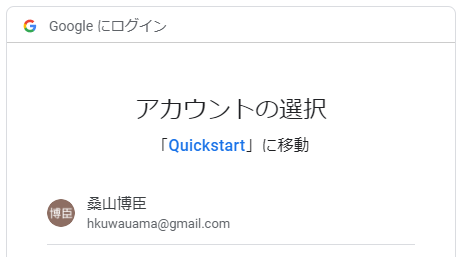 Google にログイン
アカウントの選択
「Quickstart」に移動
博臣
桑山博臣
hkuwauama@gmail.com